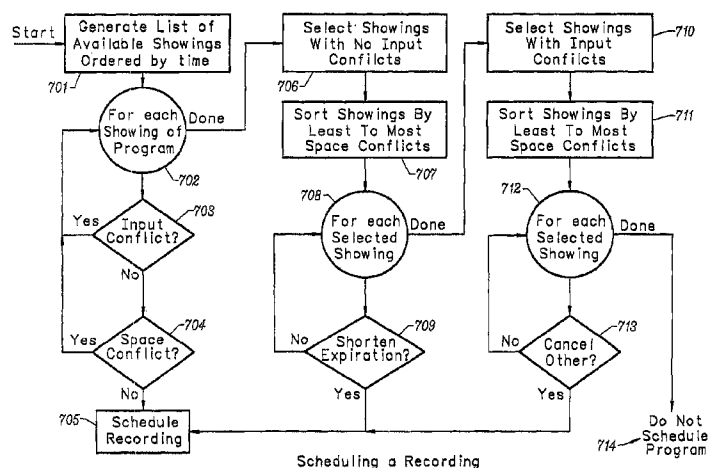 Start
Generate List of
Available Showings
Ordered by time
701
For each
Showing of
Program
Done
702
Input
Conflict?
703
Yes
No
Space
Conflict?
704
Yes
No
Schedule
Recording
705
Select Showings
With No Input
Conflicts
706
Sort Showings By
Least To Most
Space Conflicts
707
708
For each
Selected
Showing
Done
709
Shorten
Expiration?
No
Yes
Select Showings
With Input
Conflicts
710
Sort Showings By
Least To Most
Space Conflicts
711
712
For each
Selected
Showing
Done
713
Cancel
Other?
No
Yes
714
Do Not
Schedule
Program
Scheduling a Recording